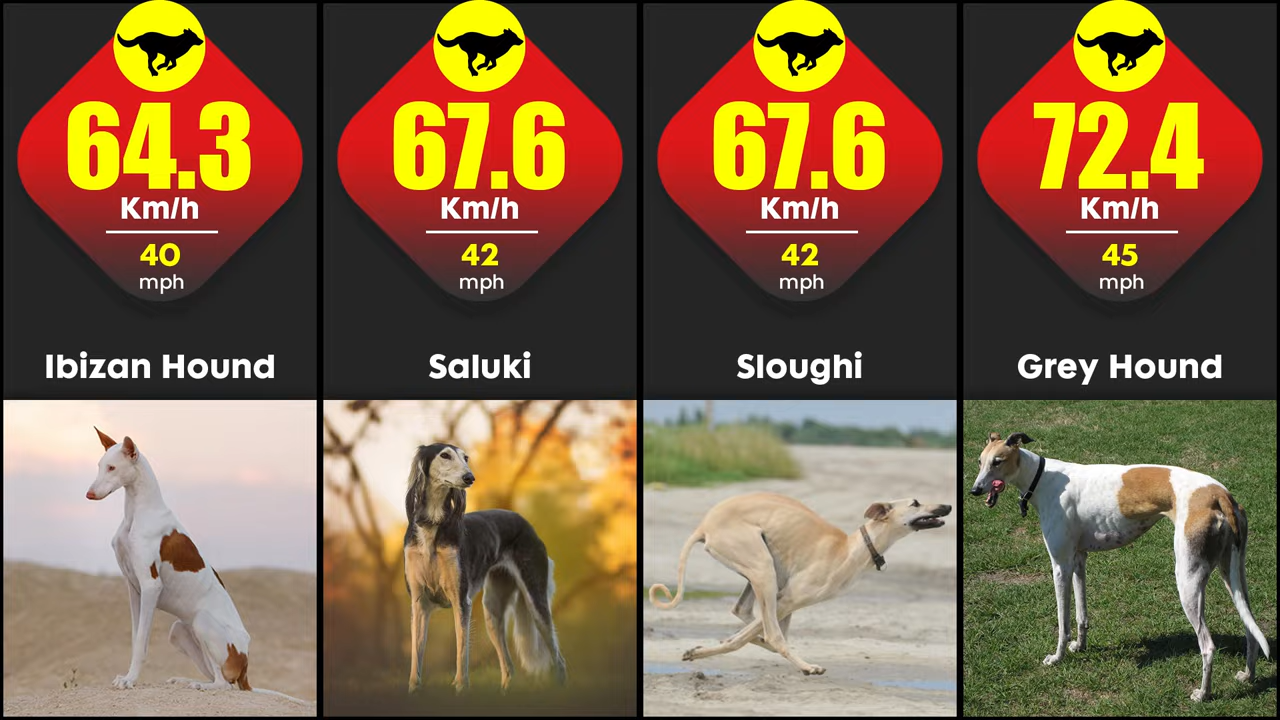 64.3
Km/h
40
mph
Ibizan Hound
67.6
Km/h
42
mph
Saluki
67.6
Km/h
42
mph
Sloughi
72.4
Km/h
45
mph
Grey Hound